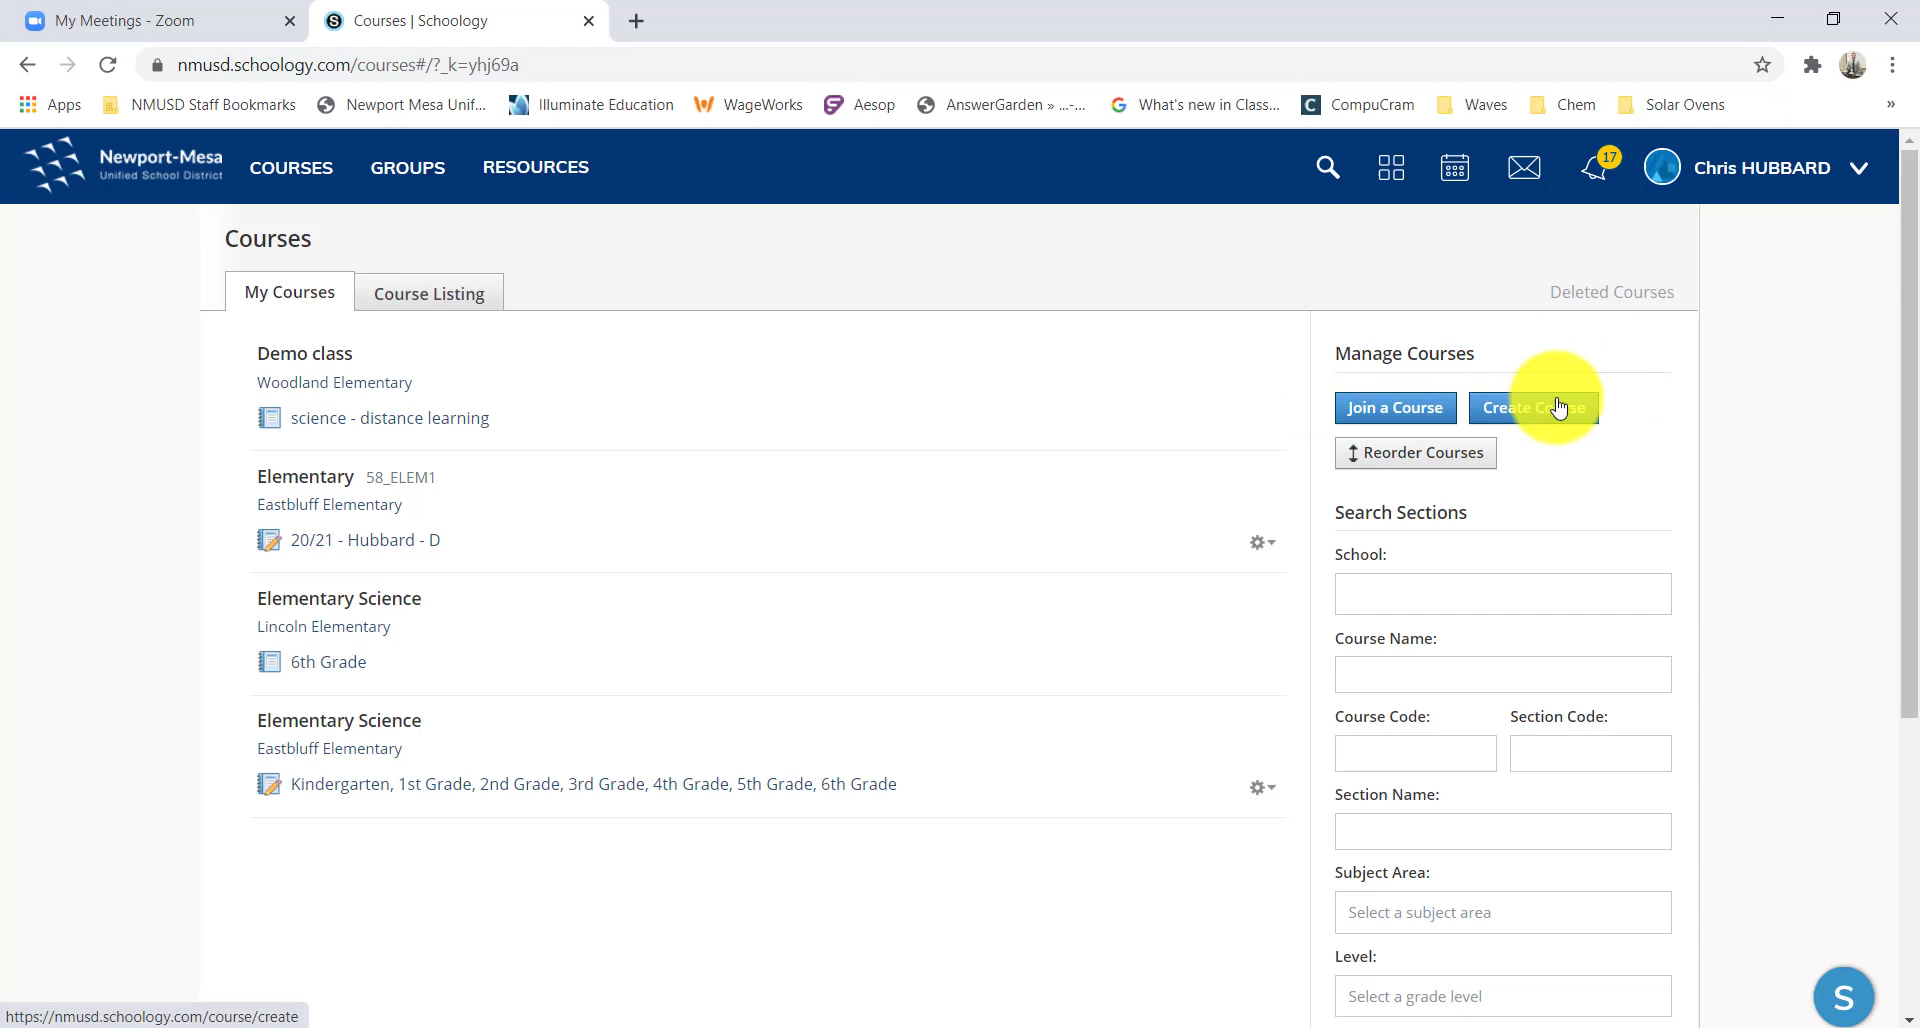 My Meetings - Zoom
Courses | Schoology
nmusd.schoology.com/courses#/?_k=yhj69a
Apps
NMUSD Staff Bookmarks
Newport Mesa Unif...
Illuminate Education
WageWorks
Aesop
AnswerGarden » ...-...
What's new in Class...
CompuCram
Waves
Chem
Solar Ovens
»
Newport-Mesa
Unified School District
COURSES
GROUPS
RESOURCES
17
Chris HUBBARD
Courses
My Courses
Course Listing
Deleted Courses
Demo class
Woodland Elementary
science - distance learning
Elementary 58_ELEM1
Eastbluff Elementary
20/21 - Hubbard - D
Elementary Science
Lincoln Elementary
6th Grade
Elementary Science
Eastbluff Elementary
Kindergarten, 1st Grade, 2nd Grade, 3rd Grade, 4th Grade, 5th Grade, 6th Grade
Manage Courses
Join a Course
Create Course
Reorder Courses
Search Sections
School:
Course Name:
Course Code:
Section Code:
Section Name:
Subject Area:
Select a subject area
Level:
Select a grade level
S
https://nmusd.schoology.com/course/create